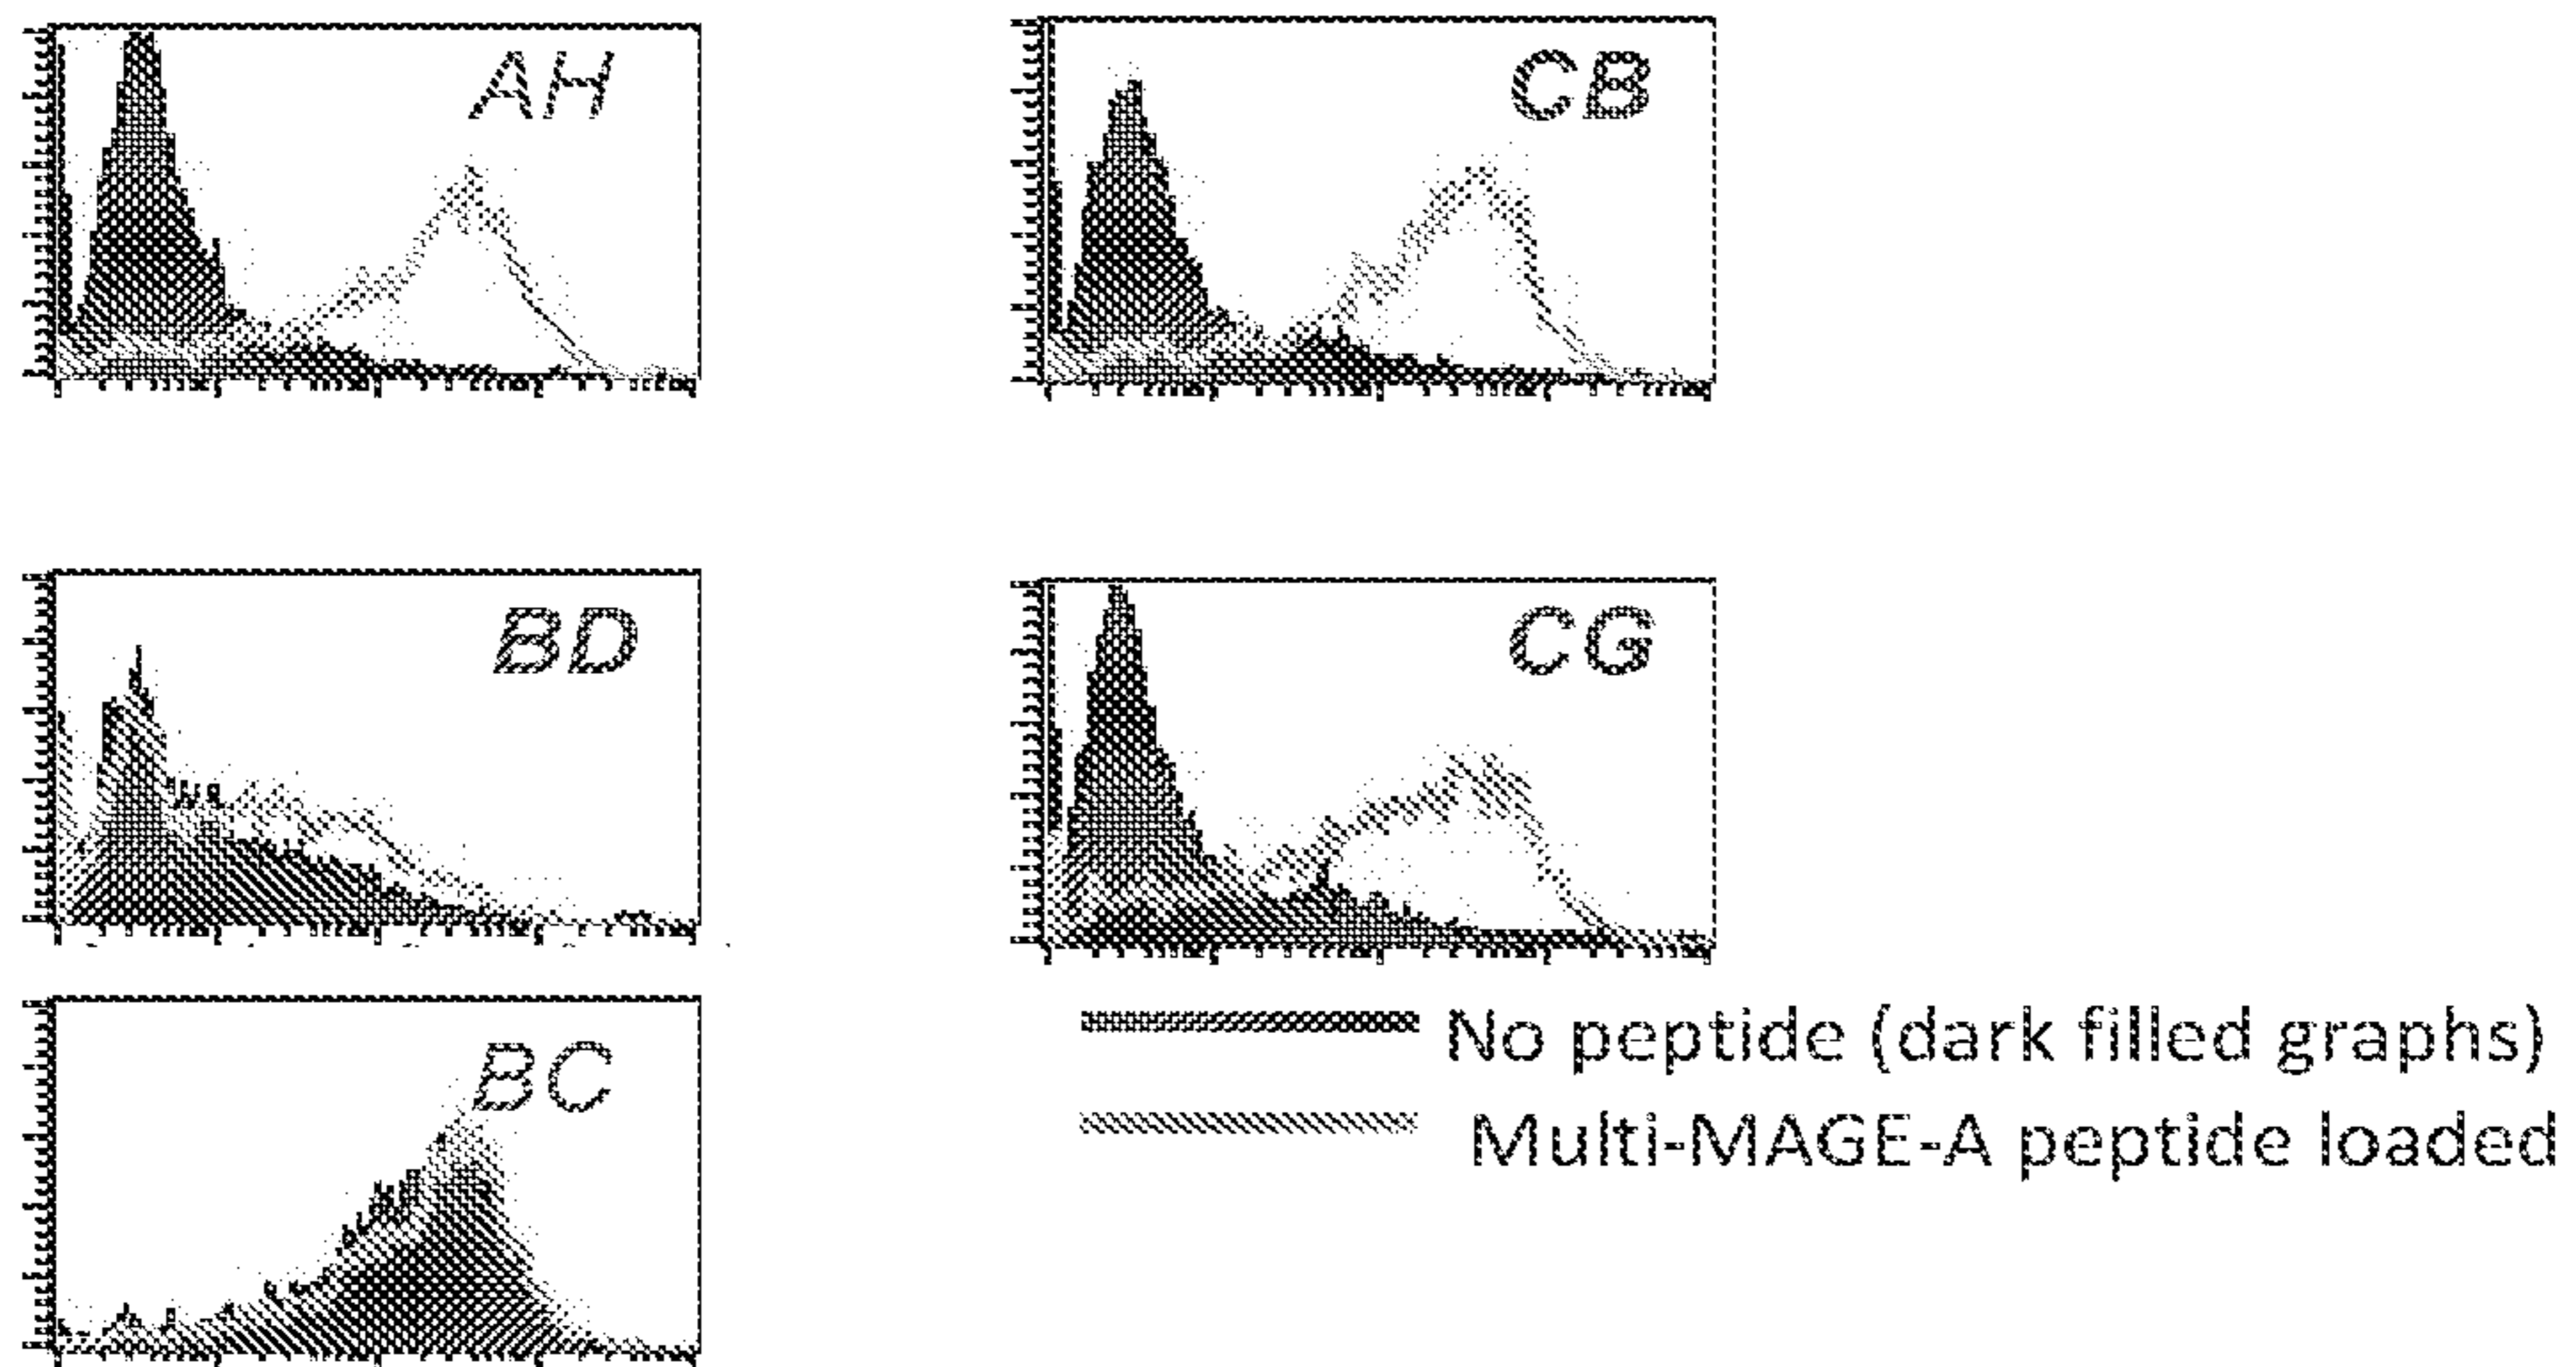 AH
CB
BD
CG
BC
No peptide (dark filled graphs)
Multi-MAGE-A peptide loaded